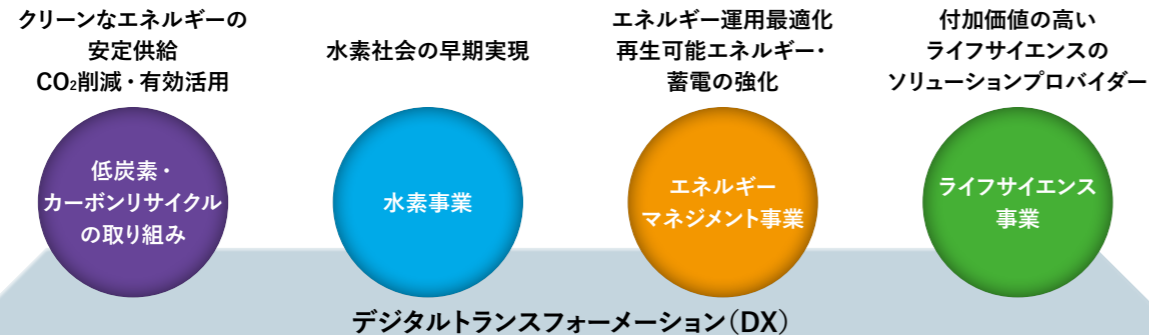 クリーンなエネルギーの
安定供給
CO₂削減・有効活用
水素社会の早期実現
エネルギー運用最適化
再生可能エネルギー・
蓄電の強化
付加価値の高い
ライフサイエンスの
ソリューションプロバイダー
低炭素・
カーボンリサイクル
の取り組み
水素事業
エネルギー
マネジメント事業
ライフサイエンス
事業
デジタルトランスフォーメーション(DX)